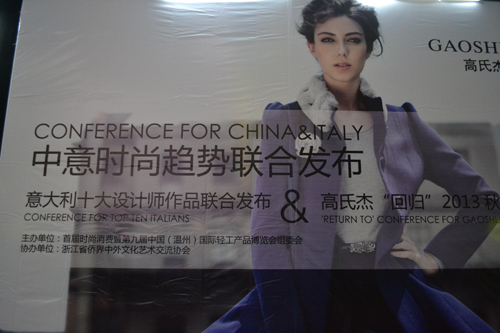 GAOSH
高氏杰
CONFERENCE FOR CHINA&ITALY
中意时尚趋势联合发布
意大利十大设计师作品联合发布 & 高氏杰“回归”2013 秋
CONFERENCE FOR TOP TEN ITALIANS 'RETURN TO' CONFERENCE FOR GAOSH
主办单位：首届时尚消费暨第九届中国（温州）国际轻工产品博览会组委会
协办单位：浙江省侨界中外文化艺术交流协会